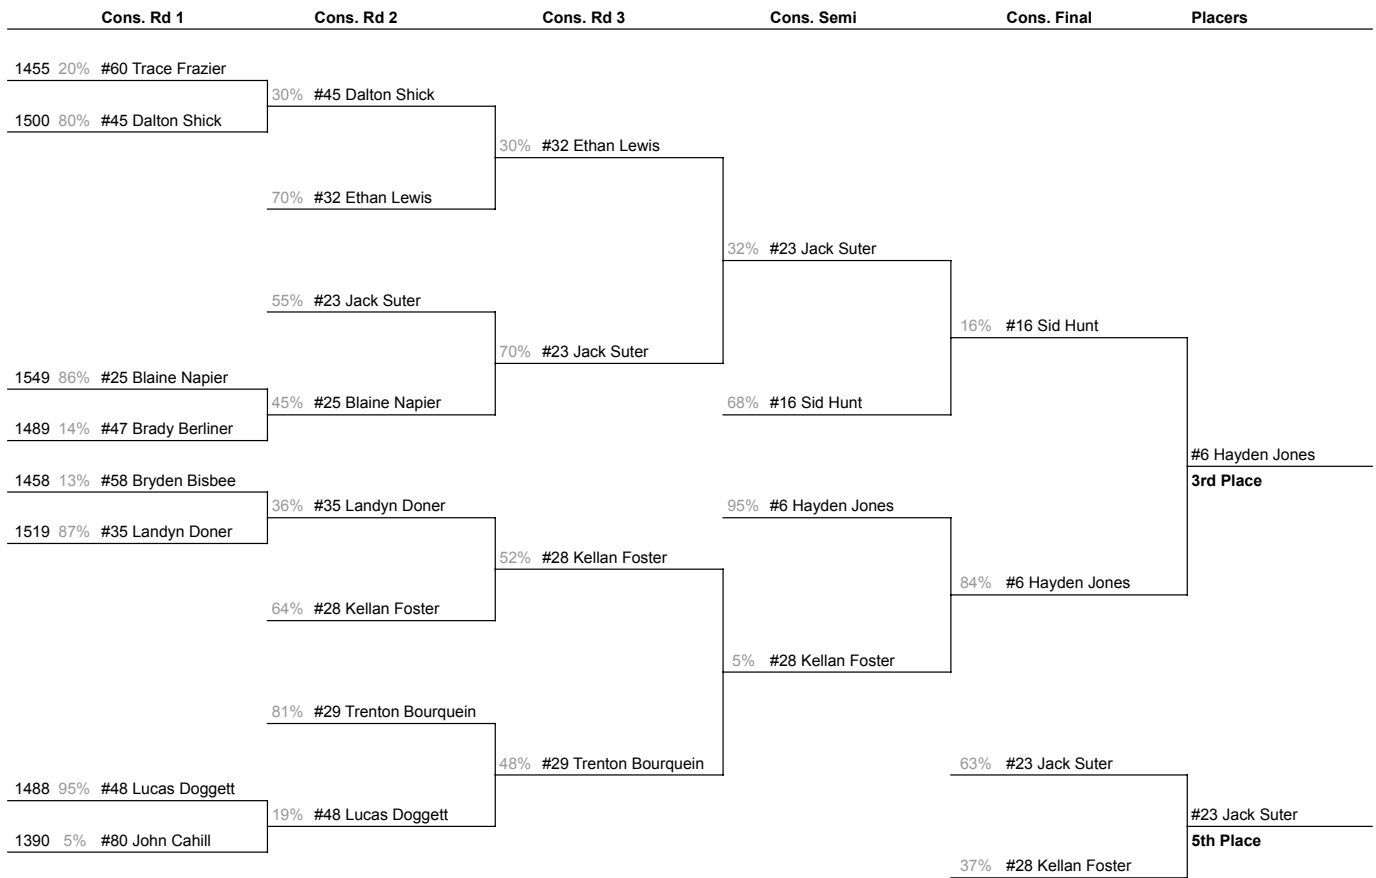 Cons. Rd 1 Cons. Rd 2 Cons. Rd 3 Cons. Semi Cons. Final Placers
1455 20% #60 Trace Frazier
30% #45 Dalton Shick
1500 80% #45 Dalton Shick
30% #32 Ethan Lewis
70% #32 Ethan Lewis
32% #23 Jack Suter
55% #23 Jack Suter
16% #16 Sid Hunt
70% #23 Jack Suter
1549 86% #25 Blaine Napier
45% #25 Blaine Napier
68% #16 Sid Hunt
1489 14% #47 Brady Berliner
#6 Hayden Jones
1458 13% #58 Bryden Bisbee
3rd Place
36% #35 Landyn Doner
95% #6 Hayden Jones
1519 87% #35 Landyn Doner
52% #28 Kellan Foster
84% #6 Hayden Jones
64% #28 Kellan Foster
5% #28 Kellan Foster
81% #29 Trenton Bourquein
48% #29 Trenton Bourquein
63% #23 Jack Suter
1488 95% #48 Lucas Doggett
19% #48 Lucas Doggett
#23 Jack Suter
1390 5% #80 John Cahill
5th Place
37% #28 Kellan Foster